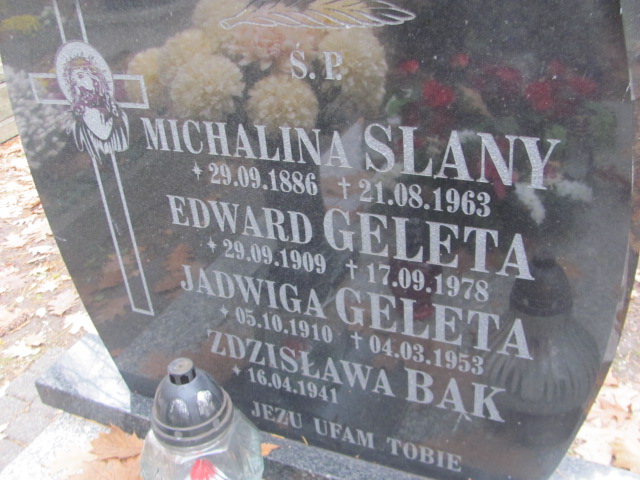 Ś.P.
MICHALINA SLANY
* 29.09.1886 † 21.08.1963
EDWARD GELETA
* 29.09.1909 † 17.09.1978
JADWIGA GELETA
* 05.10.1910 † 04.03.1953
ZDZISŁAWA BĄK
* 16.04.1941
JEZU UFAM TOBIE